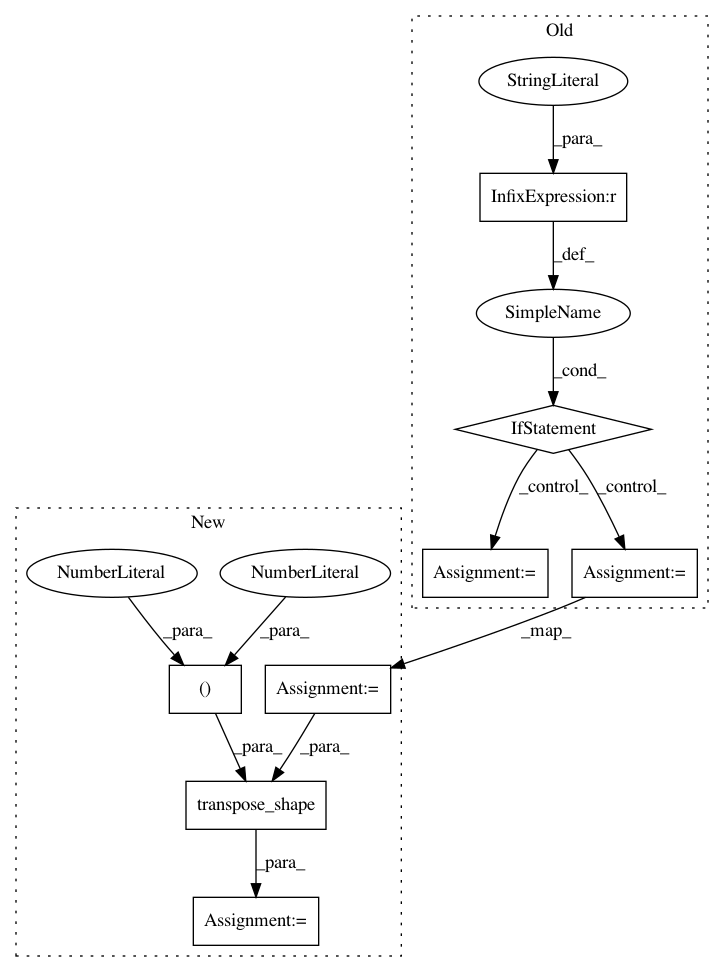 Old
StringLiteral
_para_
InfixExpression:r
_def_
SimpleName
_cond_
IfStatement
_control_ _control_
New
Assignment:= Assignment:=
NumberLiteral NumberLiteral
_map_
_para_ _para_
() Assignment:=
_para_ _para_
transpose_shape
_para_
Assignment:=